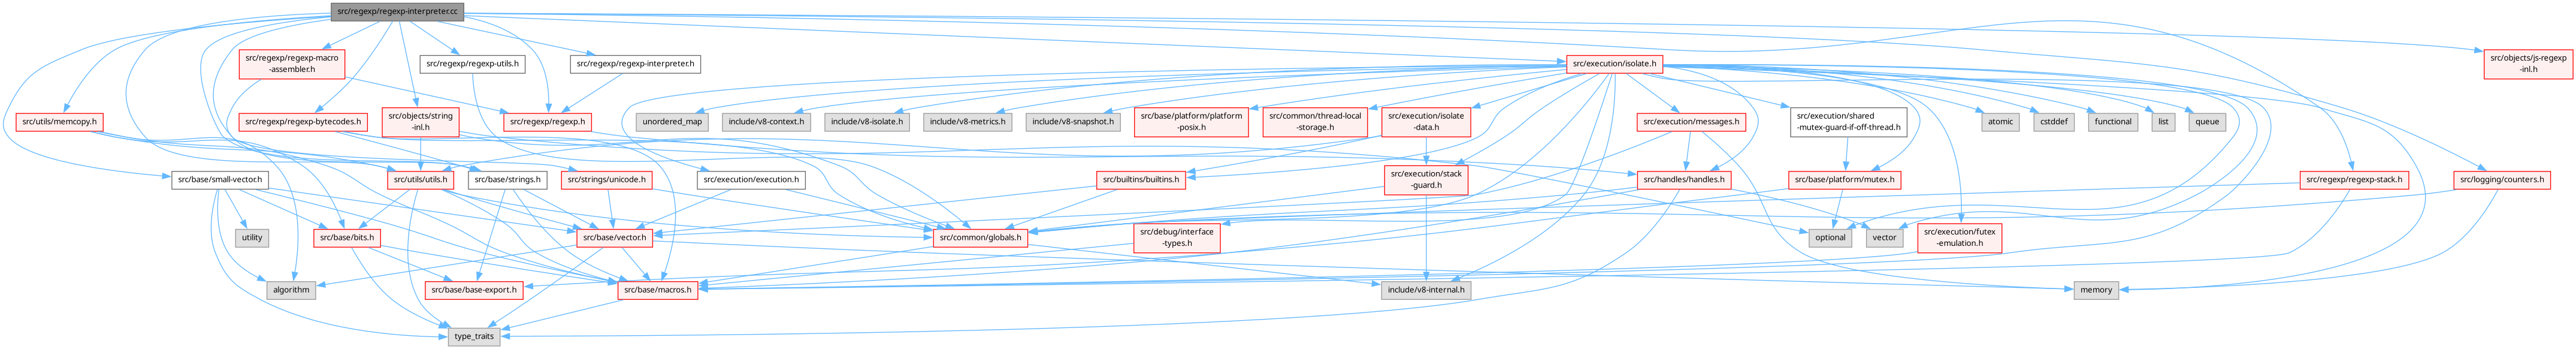 src/regexp/regexp-interpreter.cc
src/regexp/regexp-macro
-assembler.h
src/regexp/regexp-utils.h
src/regexp/regexp-interpreter.h
src/execution/isolate.h
src/objects/js-regexp
-inl.h
src/utils/memcopy.h
src/regexp/regexp-bytecodes.h
src/objects/string
-inl.h
src/regexp/regexp.h
unordered_map
include/v8-context.h
include/v8-isolate.h
include/v8-metrics.h
include/v8-snapshot.h
src/base/platform/platform
-posix.h
src/common/thread-local
-storage.h
src/execution/isolate
-data.h
src/execution/messages.h
src/execution/shared
-mutex-guard-if-off-thread.h
atomic
cstddef
functional
list
queue
src/base/small-vector.h
src/utils/utils.h
src/base/strings.h
src/strings/unicode.h
src/execution/execution.h
src/builtins/builtins.h
src/execution/stack
-guard.h
src/handles/handles.h
src/base/platform/mutex.h
src/regexp/regexp-stack.h
src/logging/counters.h
utility
src/base/bits.h
src/base/vector.h
src/common/globals.h
src/debug/interface
-types.h
optional
vector
src/execution/futex
-emulation.h
algorithm
src/base/base-export.h
src/base/macros.h
include/v8-internal.h
memory
type_traits